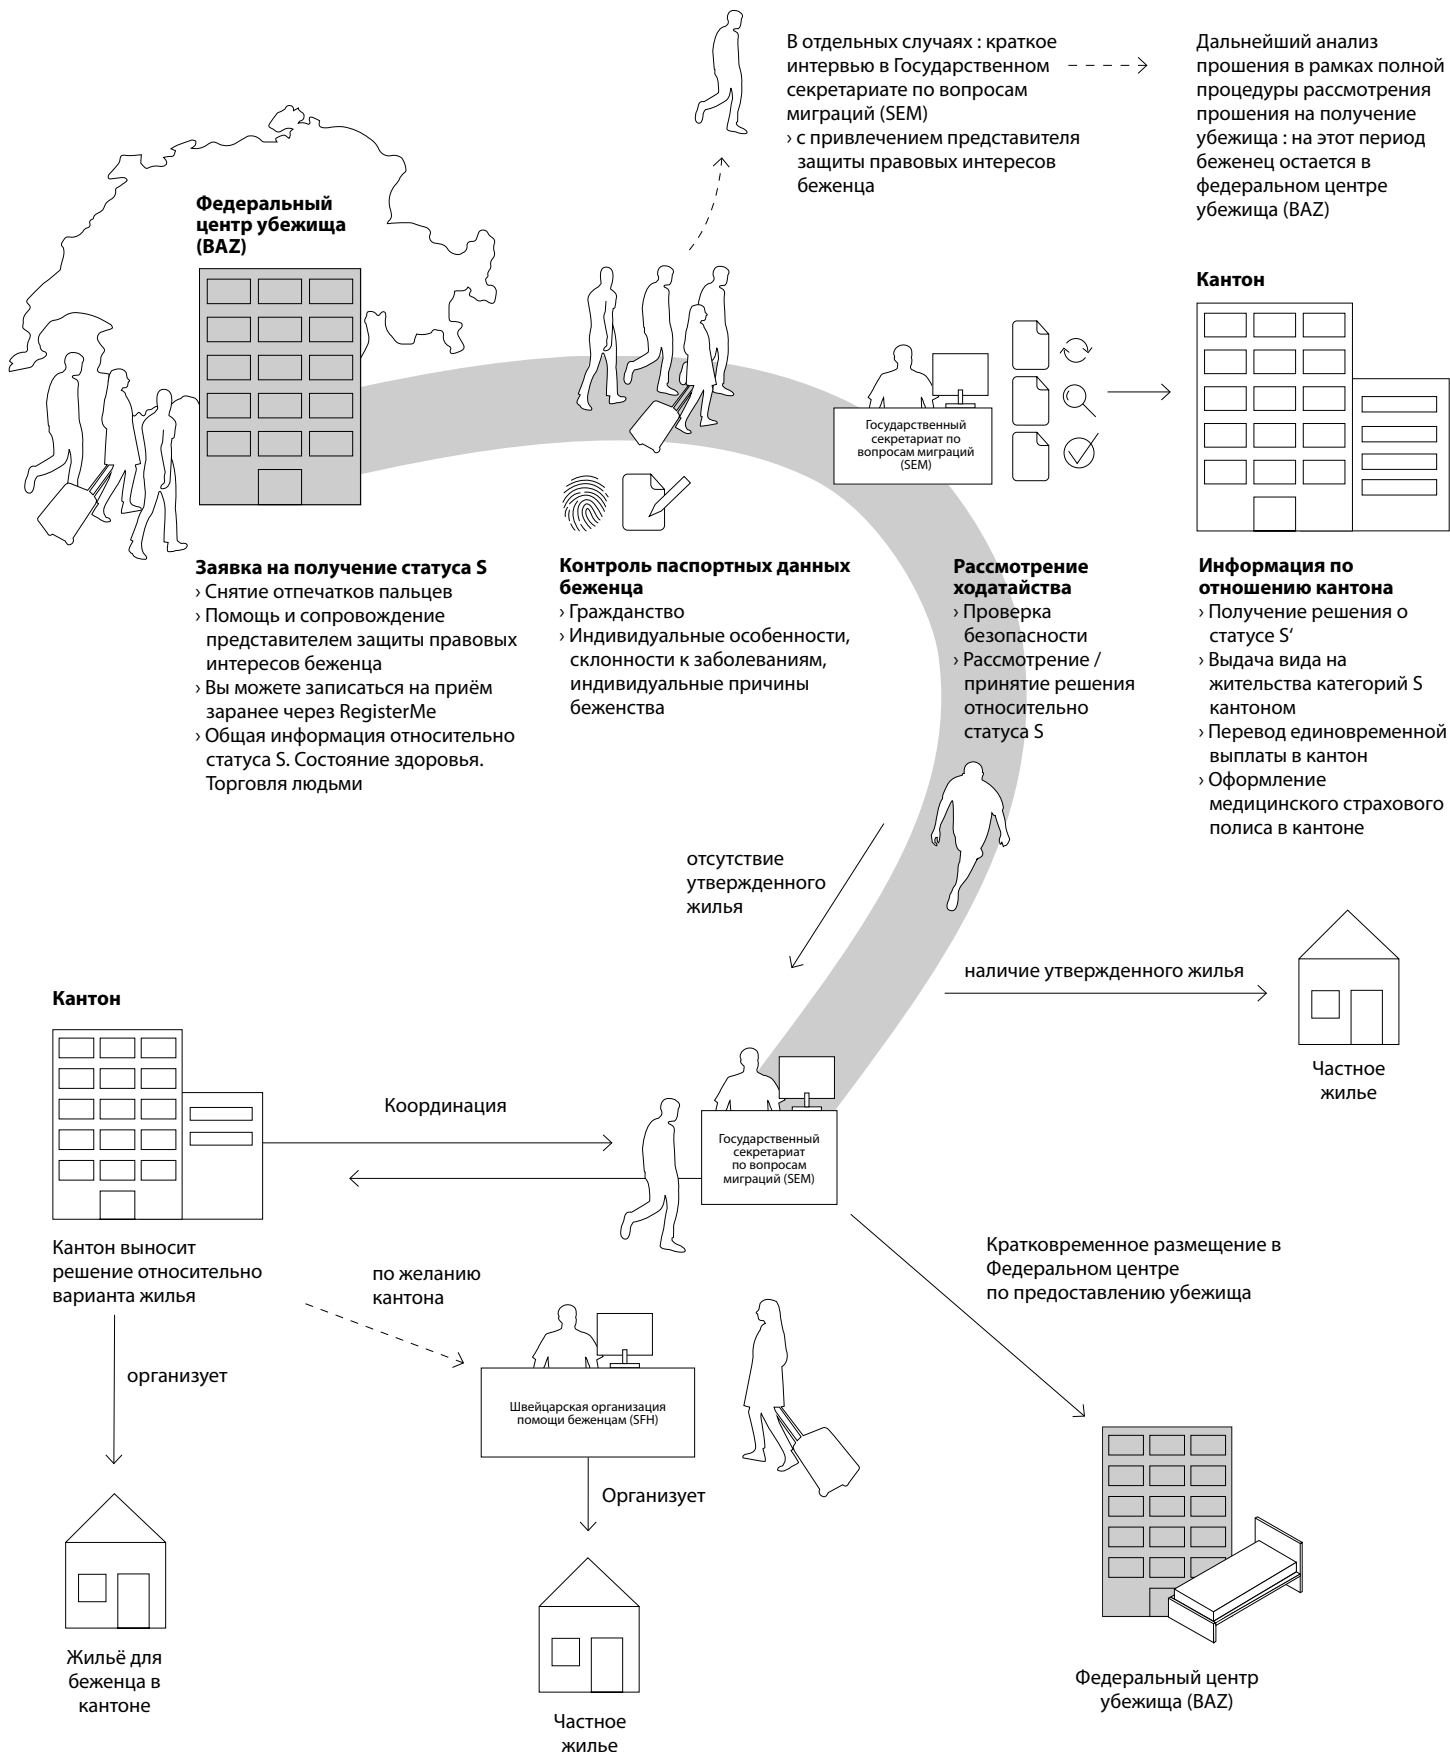 В отдельных случаях : краткое
интервью в Государственном
секретариате по вопросам
миграций (SEM)
› с привлечением представителя
защиты правовых интересов
беженца
Дальнейший анализ
прошения в рамках полной
процедуры рассмотрения
прошения на получение
убежища : на этот период
беженец остается в
федеральном центре
убежища (BAZ)
Федеральный
центр убежища
(BAZ)
Кантон
Государственный
секретариат по
вопросам миграций
(SEM)
Заявка на получение статуса S
› Снятие отпечатков пальцев
› Помощь и сопровождение
представителем защиты правовых
интересов беженца
› Вы можете записаться на приём
заранее через RegisterMe
› Общая информация относительно
статуса S. Состояние здоровья.
Торговля людьми
Контроль паспортных данных
беженца
› Гражданство
› Индивидуальные особенности,
склонности к заболеваниям,
индивидуальные причины
беженства
Рассмотрение
ходатайства
› Проверка
безопасности
› Рассмотрение /
принятие решения
относительно
статуса S
Информация по
отношению кантона
› Получение решения о
статусе S‘
› Выдача вида на
жительства категорий S
кантоном
› Перевод единовременной
выплаты в кантон
› Оформление
медицинского страхового
полиса в кантоне
отсутствие
утвержденного
жилья
наличие утвержденного жилья
Частное
жилье
Кантон
Координация
Государственный
секретариат
по вопросам
миграций (SEM)
Кантон выносит
решение относительно
варианта жилья
по желанию
кантона
Кратковременное размещение в
Федеральном центре
по предоставлению убежища
организует
Швейцарская организация
помощи беженцам (SFH)
Организует
Жильё для
беженца в
кантоне
Частное
жилье
Федеральный центр
убежища (BAZ)